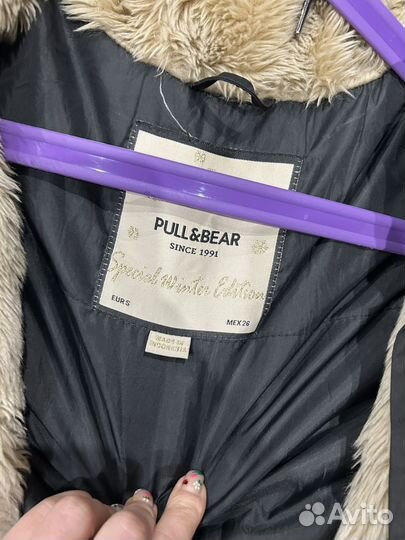 PULL&BEAR
SINCE 1991
Special Winter Edition
EUR S
MEX 26
MADE IN
INDONESIA
Avito